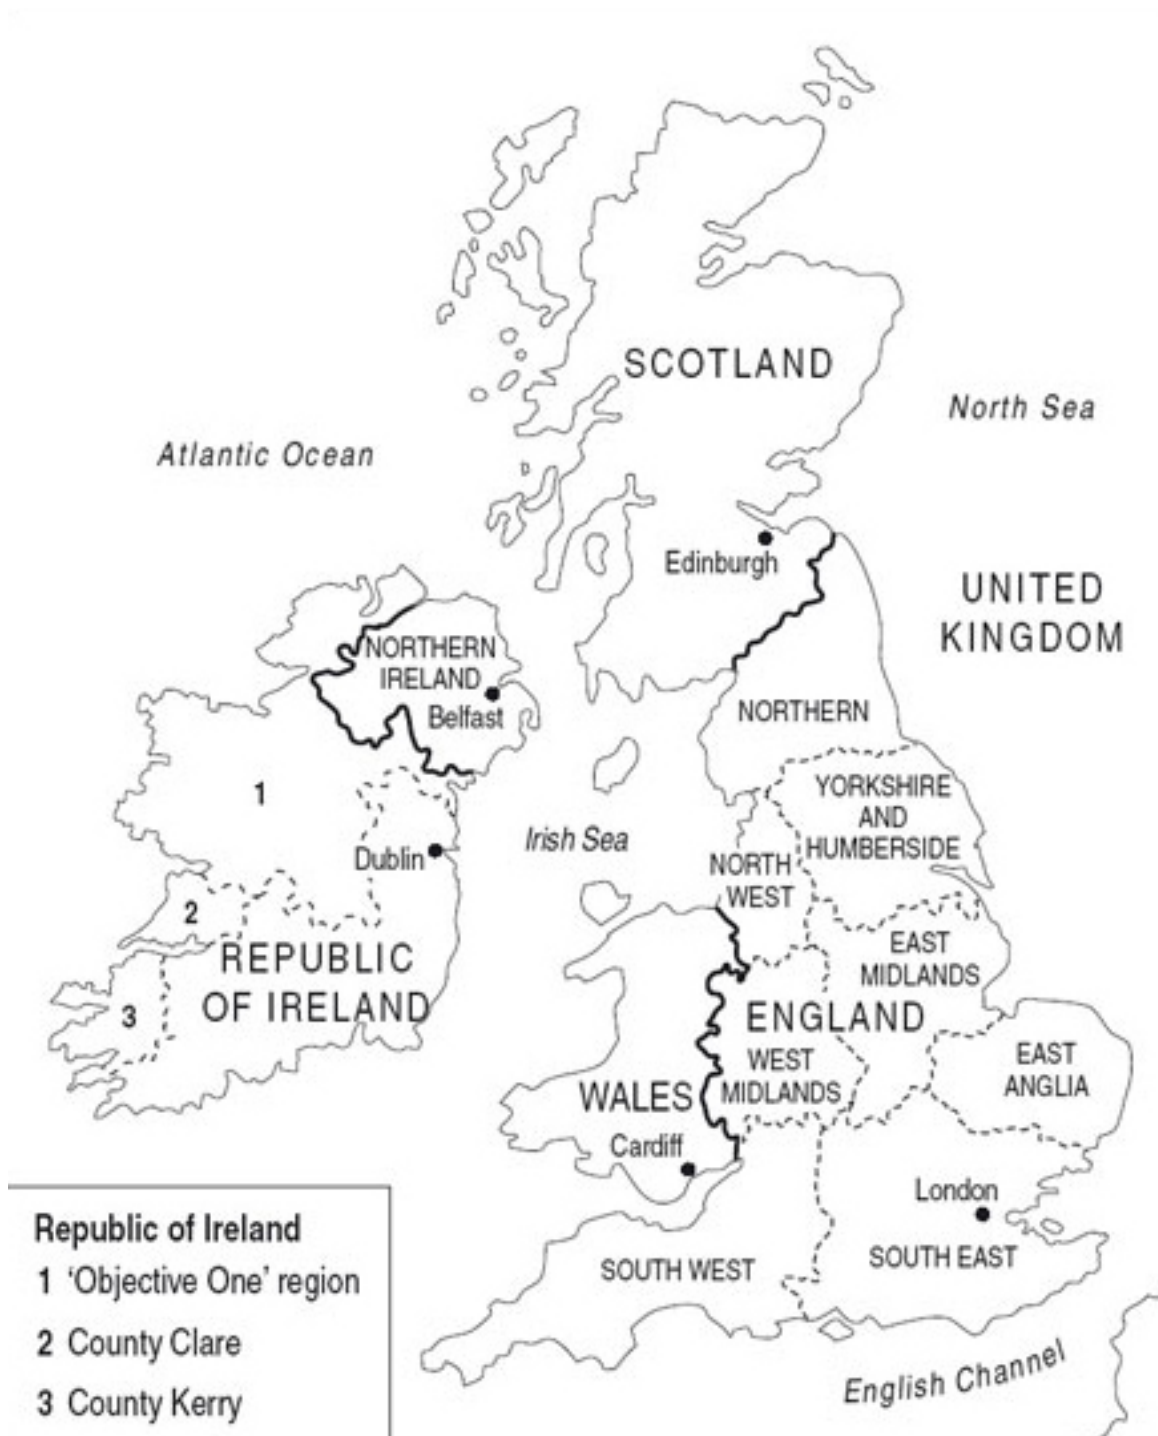 SCOTLAND
North Sea
Atlantic Ocean
Edinburgh
UNITED
KINGDOM
NORTHERN
IRELAND
Belfast
NORTHERN
1
YORKSHIRE
AND
HUMBERSIDE
Irish Sea
Dublin
NORTH
WEST
2
EAST
MIDLANDS
REPUBLIC
OF IRELAND
3
ENGLAND
WEST
MIDLANDS
EAST
ANGLIA
WALES
Cardiff
London
SOUTH WEST
SOUTH EAST
English Channel
Republic of Ireland
1 ‘Objective One’ region
2 County Clare
3 County Kerry